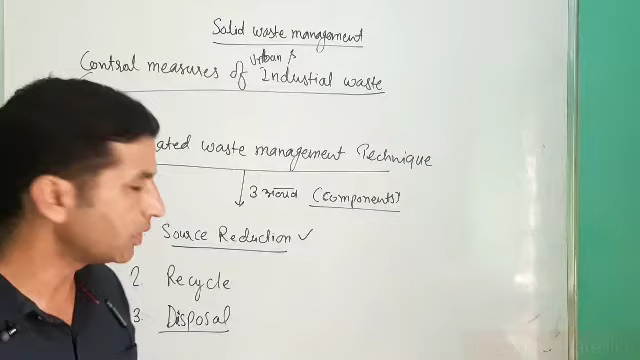 Solid waste management
Control measures of Urban & Industial waste
ated waste management Technique
3 घटक (Components)
Source Reduction ✓
2. Recycle
3. Disposal